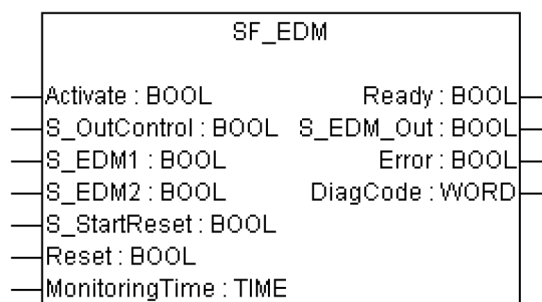 SF_EDM
Activate : BOOL Ready : BOOL
S_OutControl : BOOL S_EDM_Out : BOOL
S_EDM1 : BOOL Error : BOOL
S_EDM2 : BOOL DiagCode : WORD
S_StartReset : BOOL
Reset : BOOL
MonitoringTime : TIME